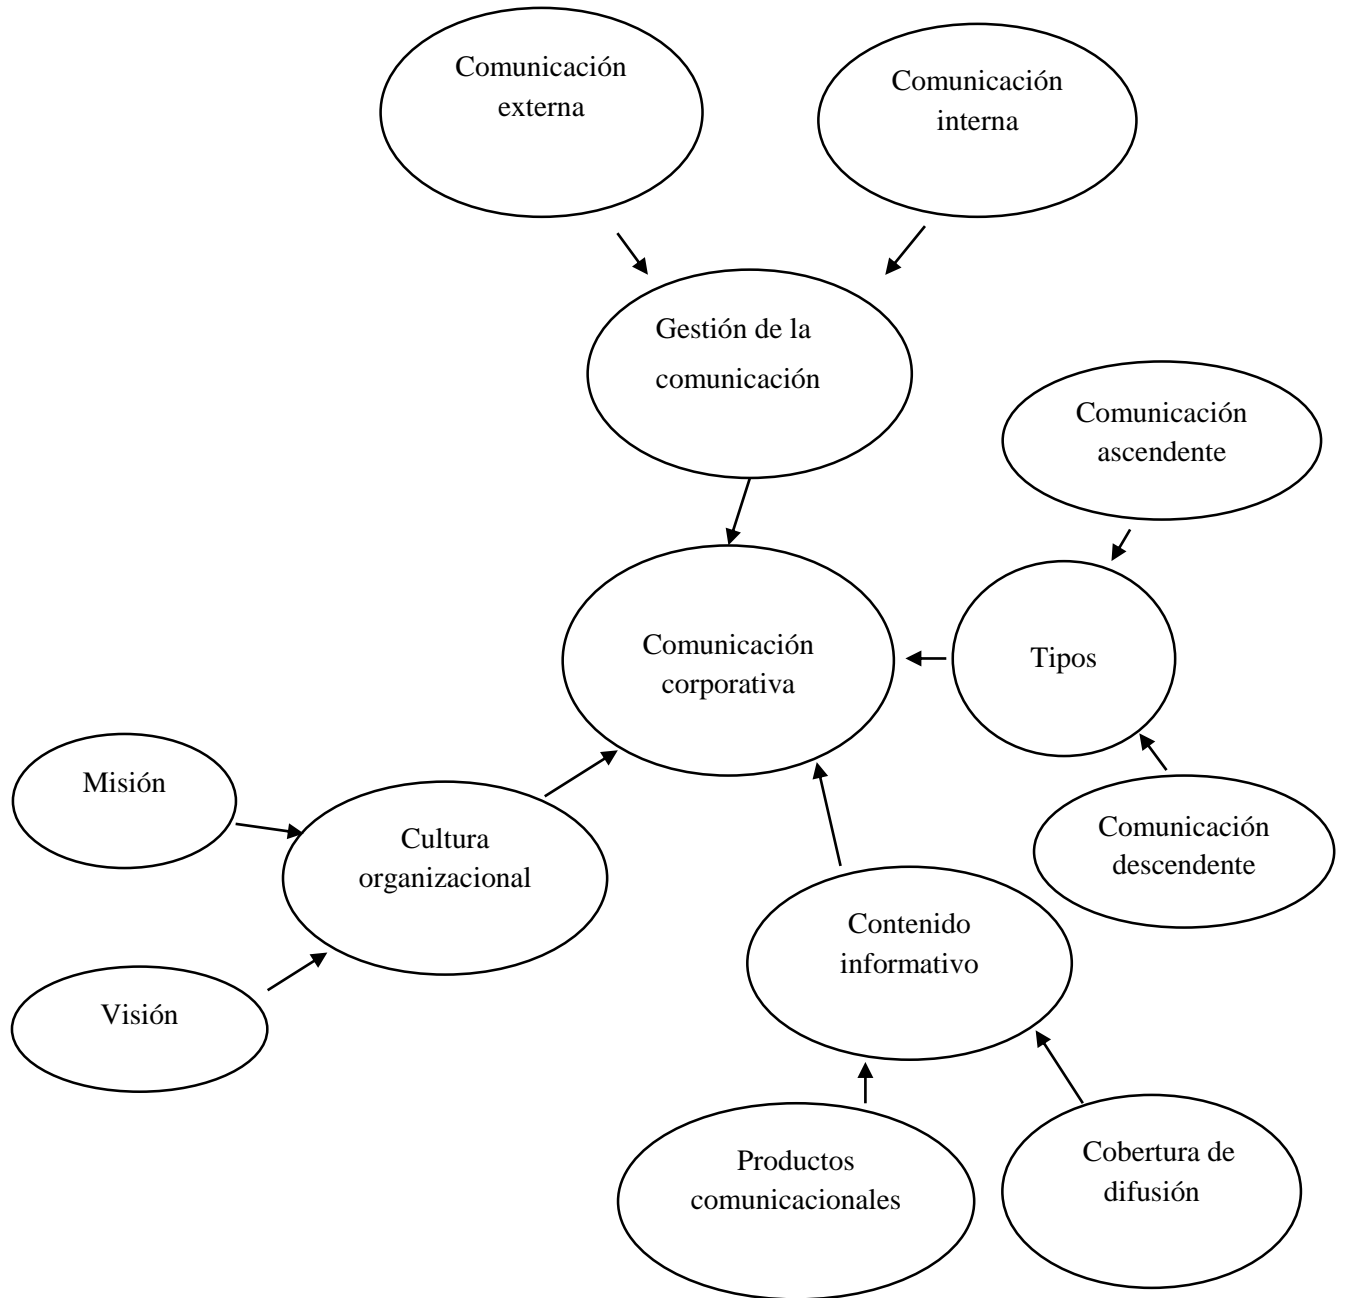 Comunicación
externa
Comunicación
interna
Gestión de la
comunicación
Comunicación
ascendente
Comunicación
corporativa
Tipos
Misión
Cultura
organizacional
Comunicación
descendente
Contenido
informativo
Visión
Productos
comunicacionales
Cobertura de
difusión